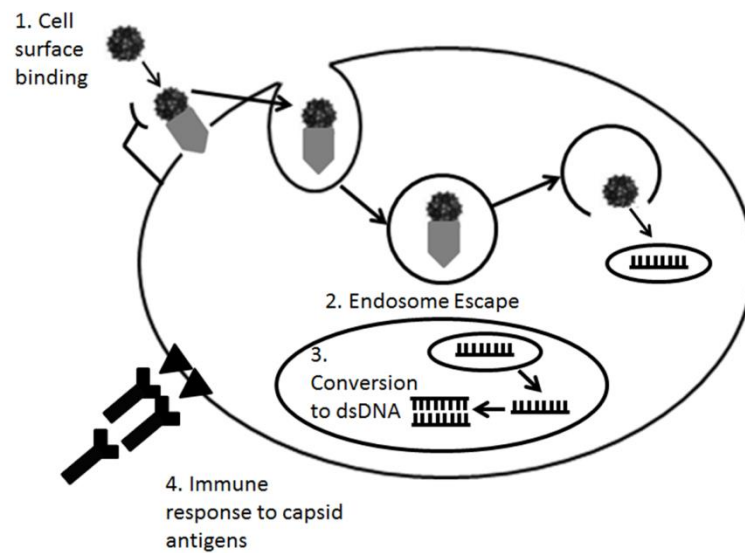 1. Cell
surface
binding
2. Endosome Escape
3.
Conversion
to dsDNA
4. Immune
response to capsid
antigens